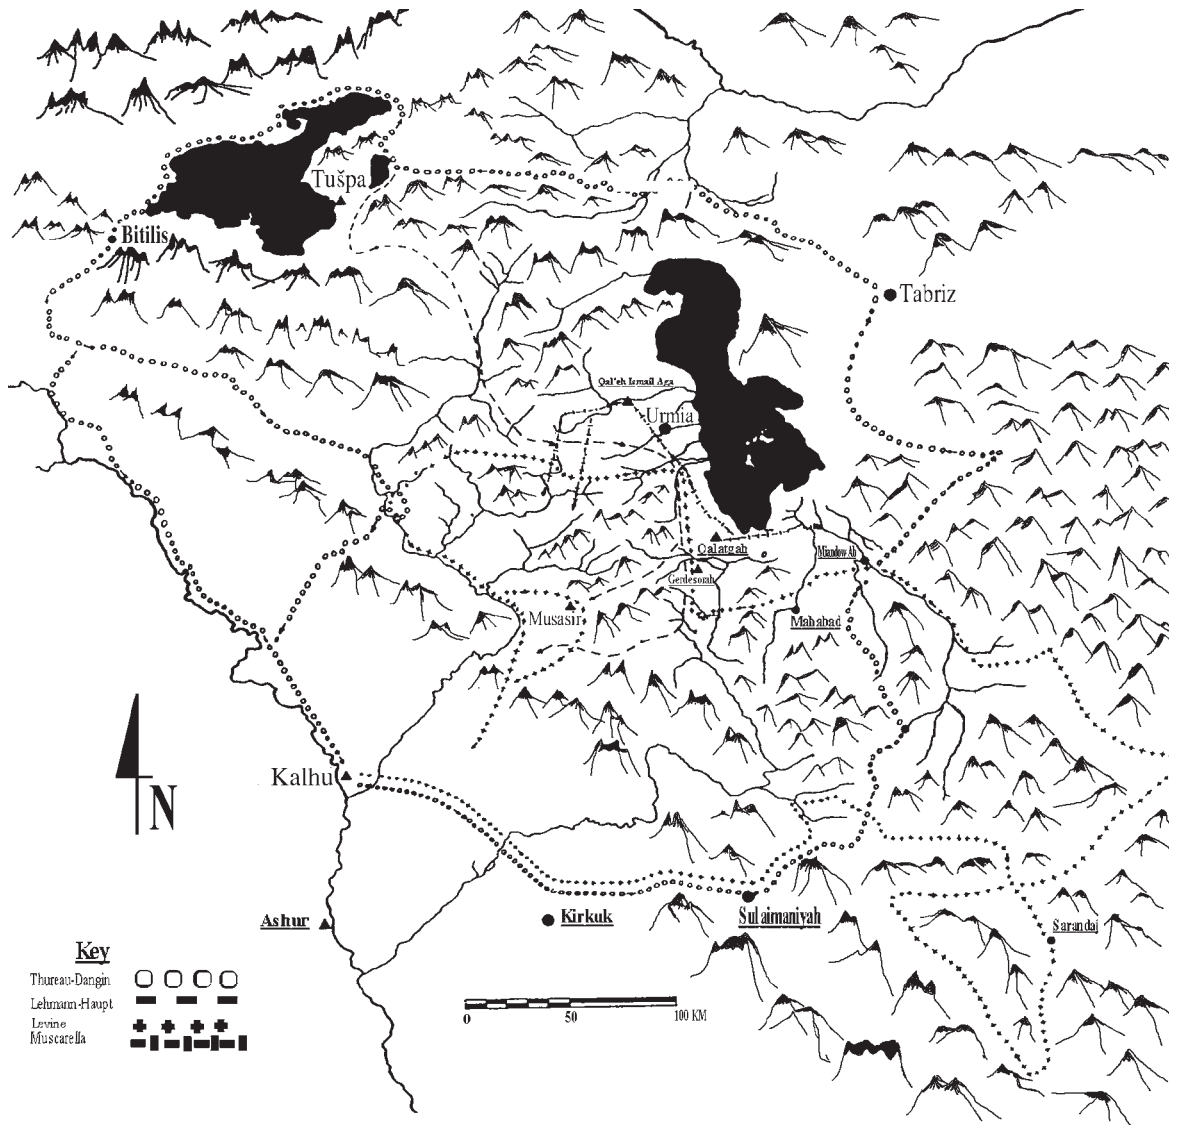 Tušpa
Bitilis
Tabriz
Qal'eh Ismail Aga
Urmia
Qalatgah
Miandow Ab
Gerdesorah
Musasir
Mahabad
Kalhu
N
Ashur
Kirkuk
Sulaimaniyah
Sarandaj
Key
Thureau-Dangin
Lehmann-Haupt
Levine
Muscarella
0 50 100 KM